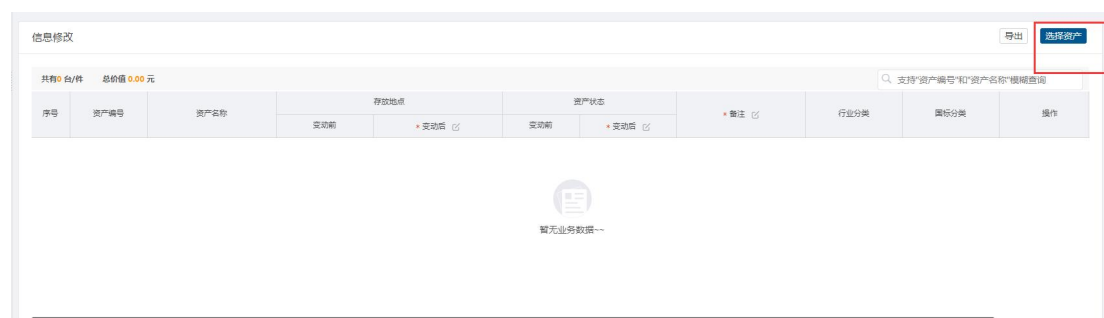 信息修改 导出 选择资产
共有0 台/件 总价值 0.00 元 支持"资产编号"和"资产名称"模糊查询
序号 资产编号 资产名称 存放地点 资产状态 * 备注 行业分类 国标分类 操作
变动前 * 变动后 变动前 * 变动后
暂无业务数据~~